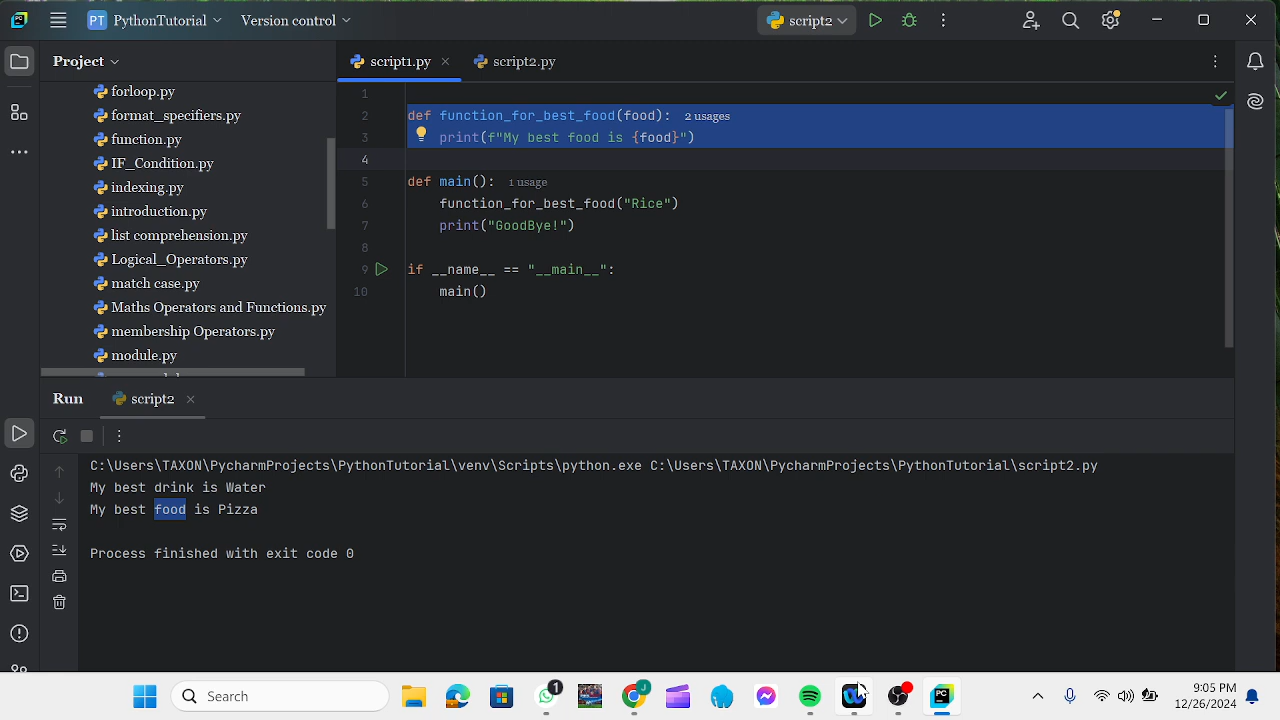 PT PythonTutorial Version control script2
Project
script1.py script2.py
forloop.py
format_specifiers.py
function.py
IF_Condition.py
indexing.py
introduction.py
list comprehension.py
Logical_Operators.py
match case.py
Maths Operators and Functions.py
membership Operators.py
module.py
1
2 def function_for_best_food(food): 2 usages
3 print(f"My best food is {food}")
4
5 def main(): 1 usage
6 function_for_best_food("Rice")
7 print("GoodBye!")
8
9 if __name__ == "__main__":
10 main()
Run script2
C:\Users\TAXON\PycharmProjects\PythonTutorial\venv\Scripts\python.exe C:\Users\TAXON\PycharmProjects\PythonTutorial\script2.py
My best drink is Water
My best food is Pizza
Process finished with exit code 0
Search 1 J PC
9:05 PM
12/26/2024